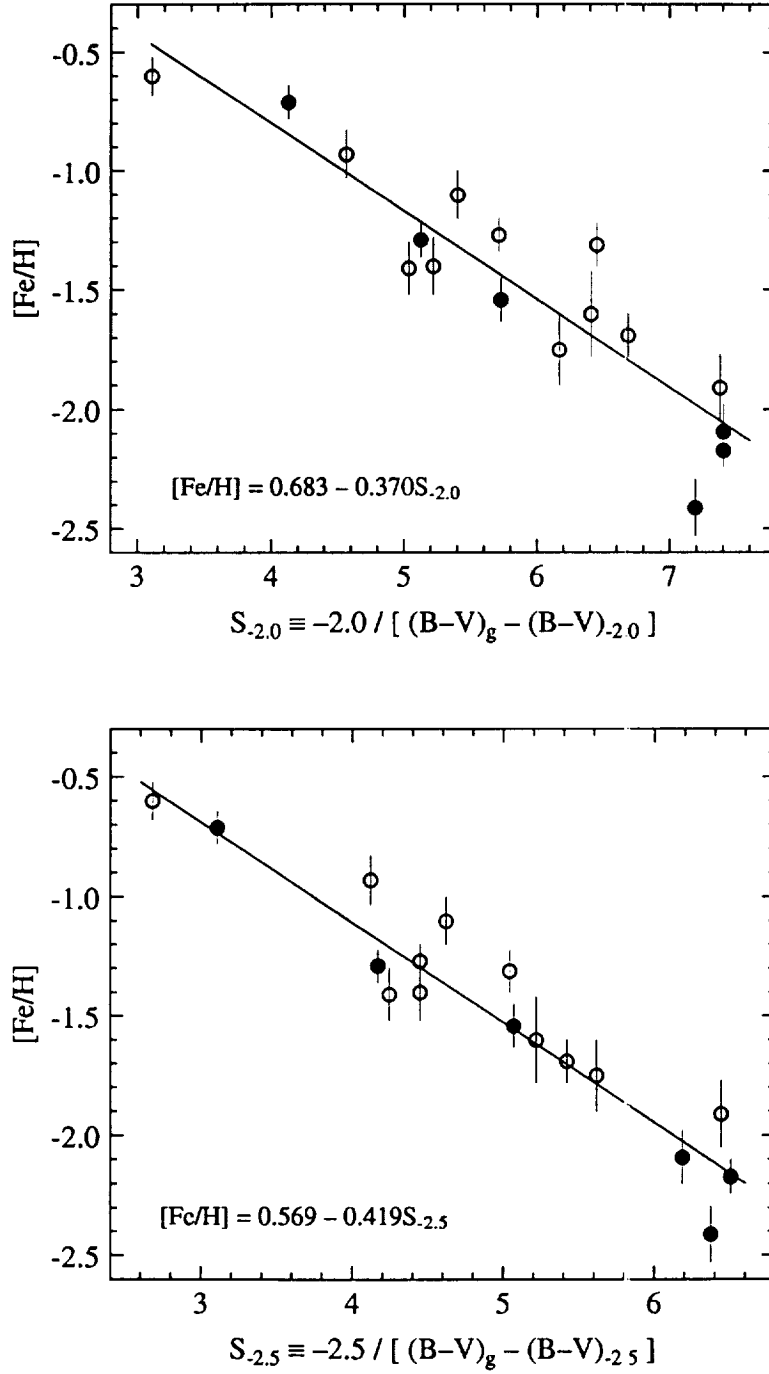 -0.5
-1.0
-1.5
-2.0
-2.5
[Fe/H]
[Fe/H] = 0.683 – 0.370S-2.0
3 4 5 6 7
S-2.0 ≡ –2.0 / [ (B–V)g – (B–V)-2 0 ]
-0.5
-1.0
-1.5
-2.0
-2.5
[Fe/H]
[Fc/H] = 0.569 – 0.419S-2.5
3 4 5 6
S-2.5 ≡ –2.5 / [ (B–V)g – (B–V)-2 5 ]